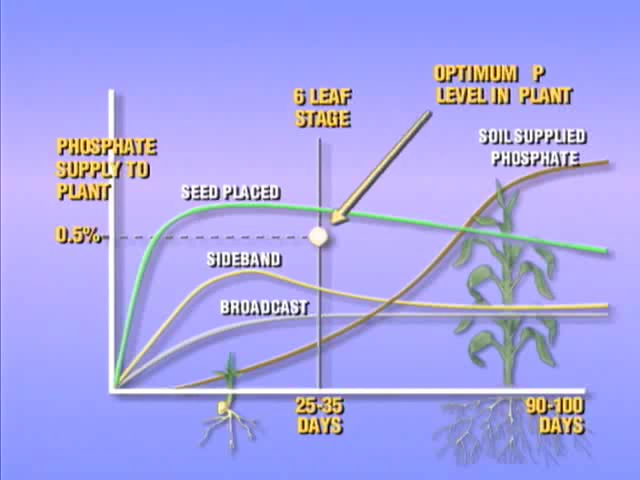 OPTIMUM P
LEVEL IN PLANT
6 LEAF
STAGE
SOIL SUPPLIED
PHOSPHATE
PHOSPHATE
SUPPLY TO
PLANT
SEED PLACED
0.5%
SIDEBAND
BROADCAST
25-35
DAYS
90-100
DAYS